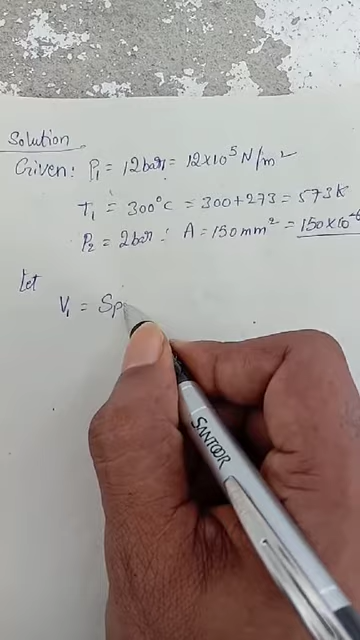 Solution
Given: P₁ = 12bar = 12×10⁵ N/m²
T₁ = 300°C = 300+273 = 573K
P₂ = 2bar A = 150mm² = 150×10⁻⁶
Let
V₁ = Sp
SANTOOR